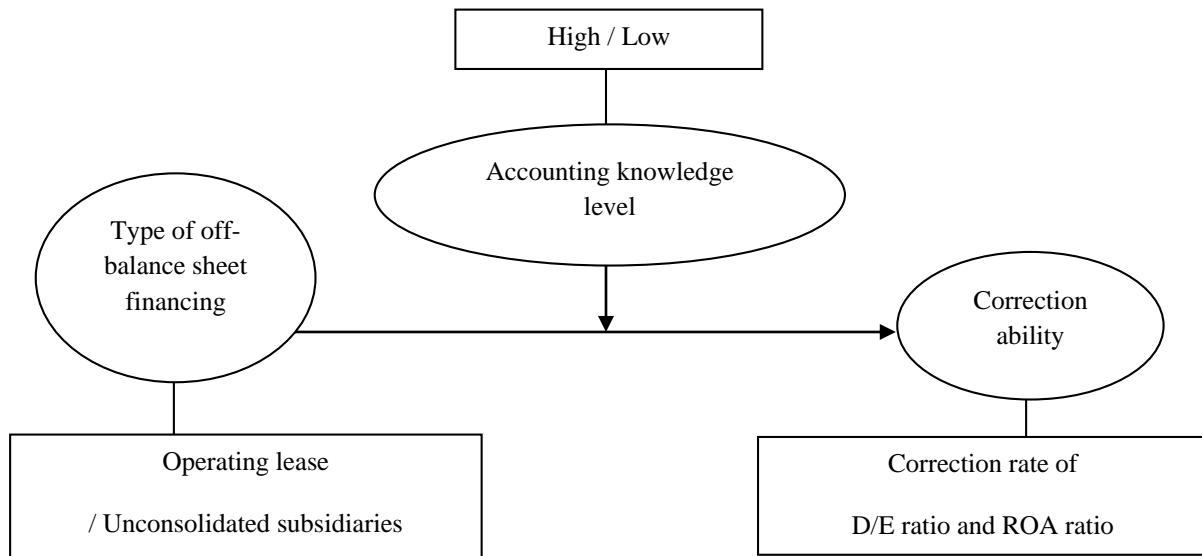 High / Low
Accounting knowledge
level
Type of off-
balance sheet
financing
Correction
ability
Operating lease
/ Unconsolidated subsidiaries
Correction rate of
D/E ratio and ROA ratio